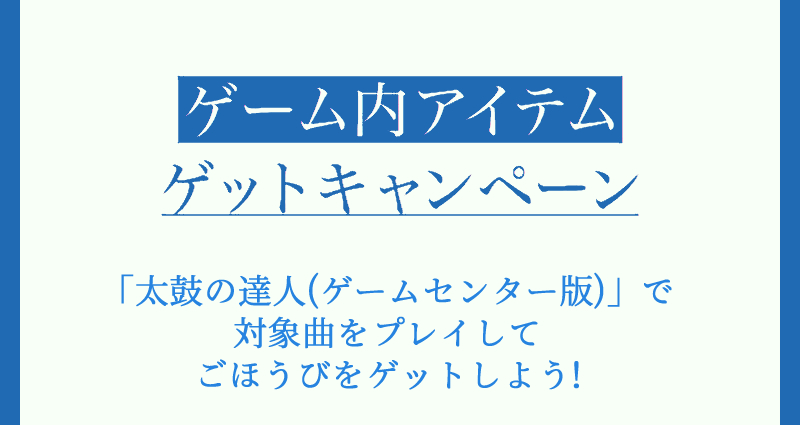 ゲーム内アイテム
ゲットキャンペーン
「太鼓の達人(ゲームセンター版)」で
対象曲をプレイして
ごほうびをゲットしよう!